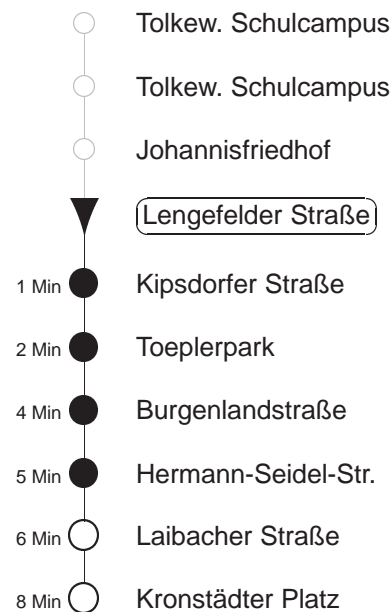 Tolkew. Schulcampus
Tolkew. Schulcampus
Johannisfriedhof
Lengefelder Straße
1 Min Kipsdorfer Straße
2 Min Toeplerpark
4 Min Burgenlandstraße
5 Min Hermann-Seidel-Str.
6 Min Laibacher Straße
8 Min Kronstädter Platz